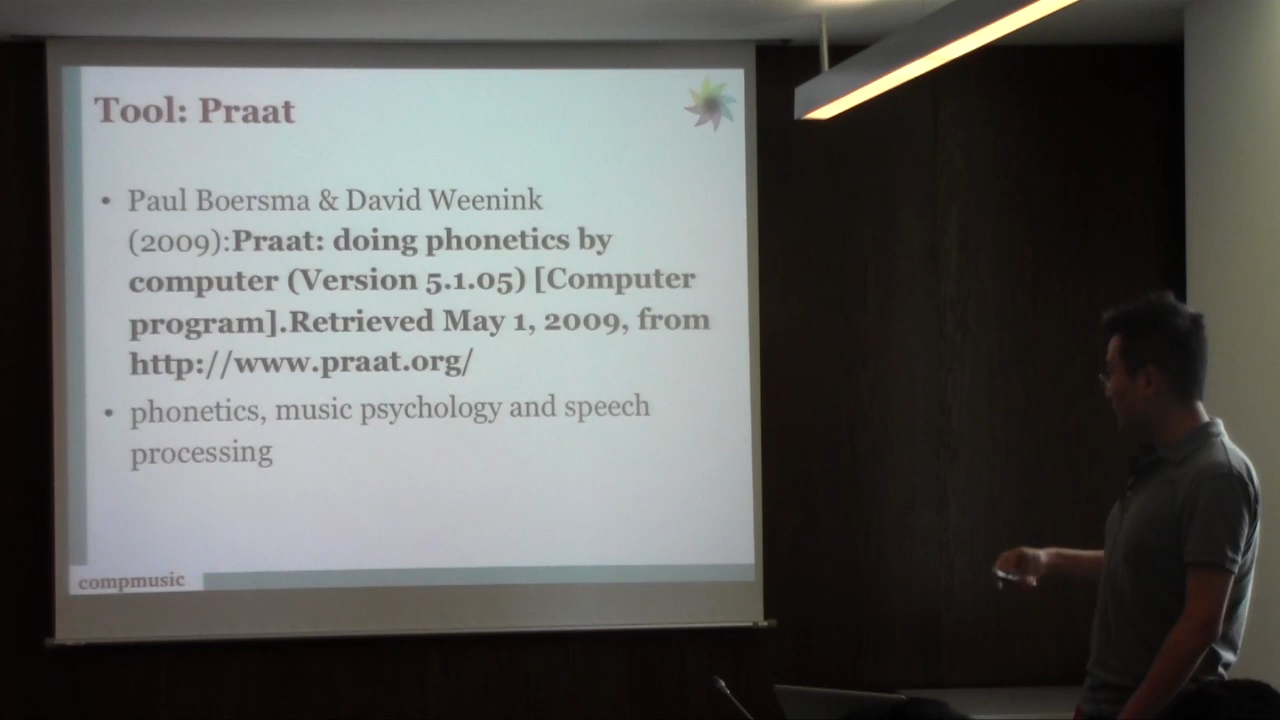 Tool: Praat
• Paul Boersma & David Weenink
(2009):Praat: doing phonetics by
computer (Version 5.1.05) [Computer
program].Retrieved May 1, 2009, from
http://www.praat.org/
• phonetics, music psychology and speech
processing
compmusic